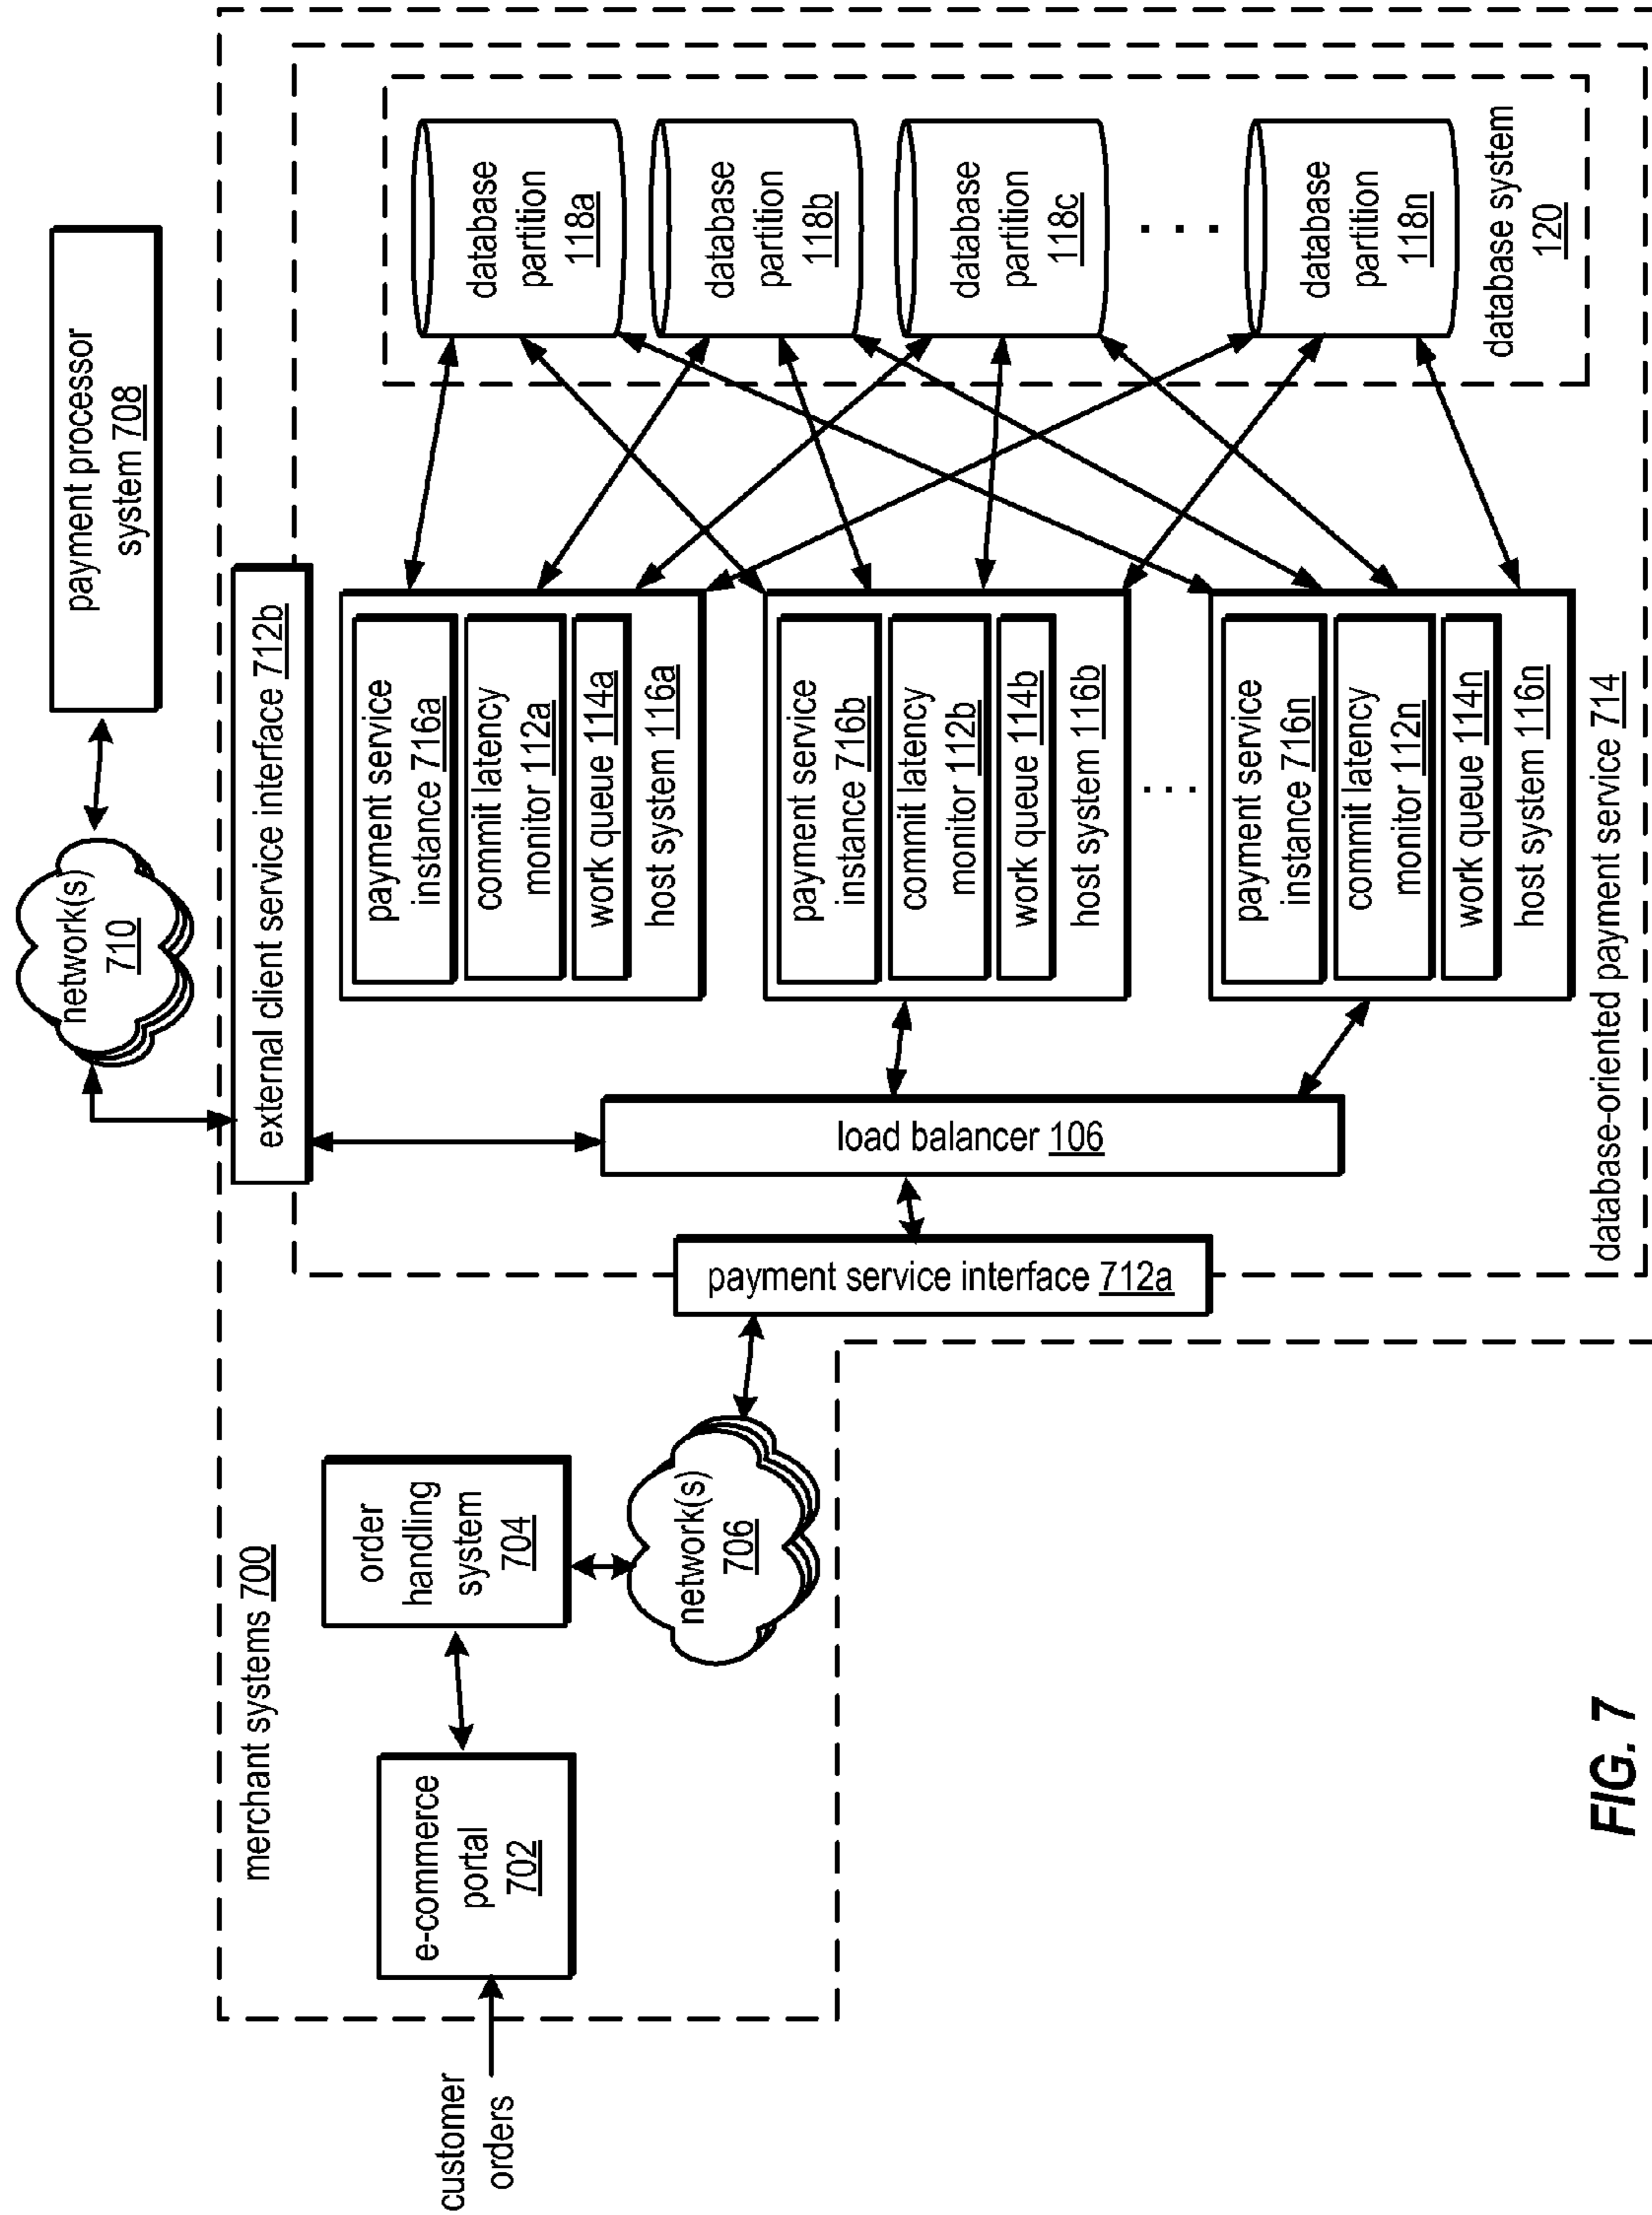 payment processor
system 708
network(s)
710
merchant systems 700
external client service interface 712b
customer
orders
e-commerce
portal
702
order
handling
system
704
network(s)
706
payment service interface 712a
load balancer 106
payment service
instance 716a
commit latency
monitor 112a
work queue 114a
host system 116a
payment service
instance 716b
commit latency
monitor 112b
work queue 114b
host system 116b
. . .
payment service
instance 716n
commit latency
monitor 112n
work queue 114n
host system 116n
database
partition
118a
database
partition
118b
database
partition
118c
. . .
database
partition
118n
database system
120
database-oriented payment service 714
FIG. 7